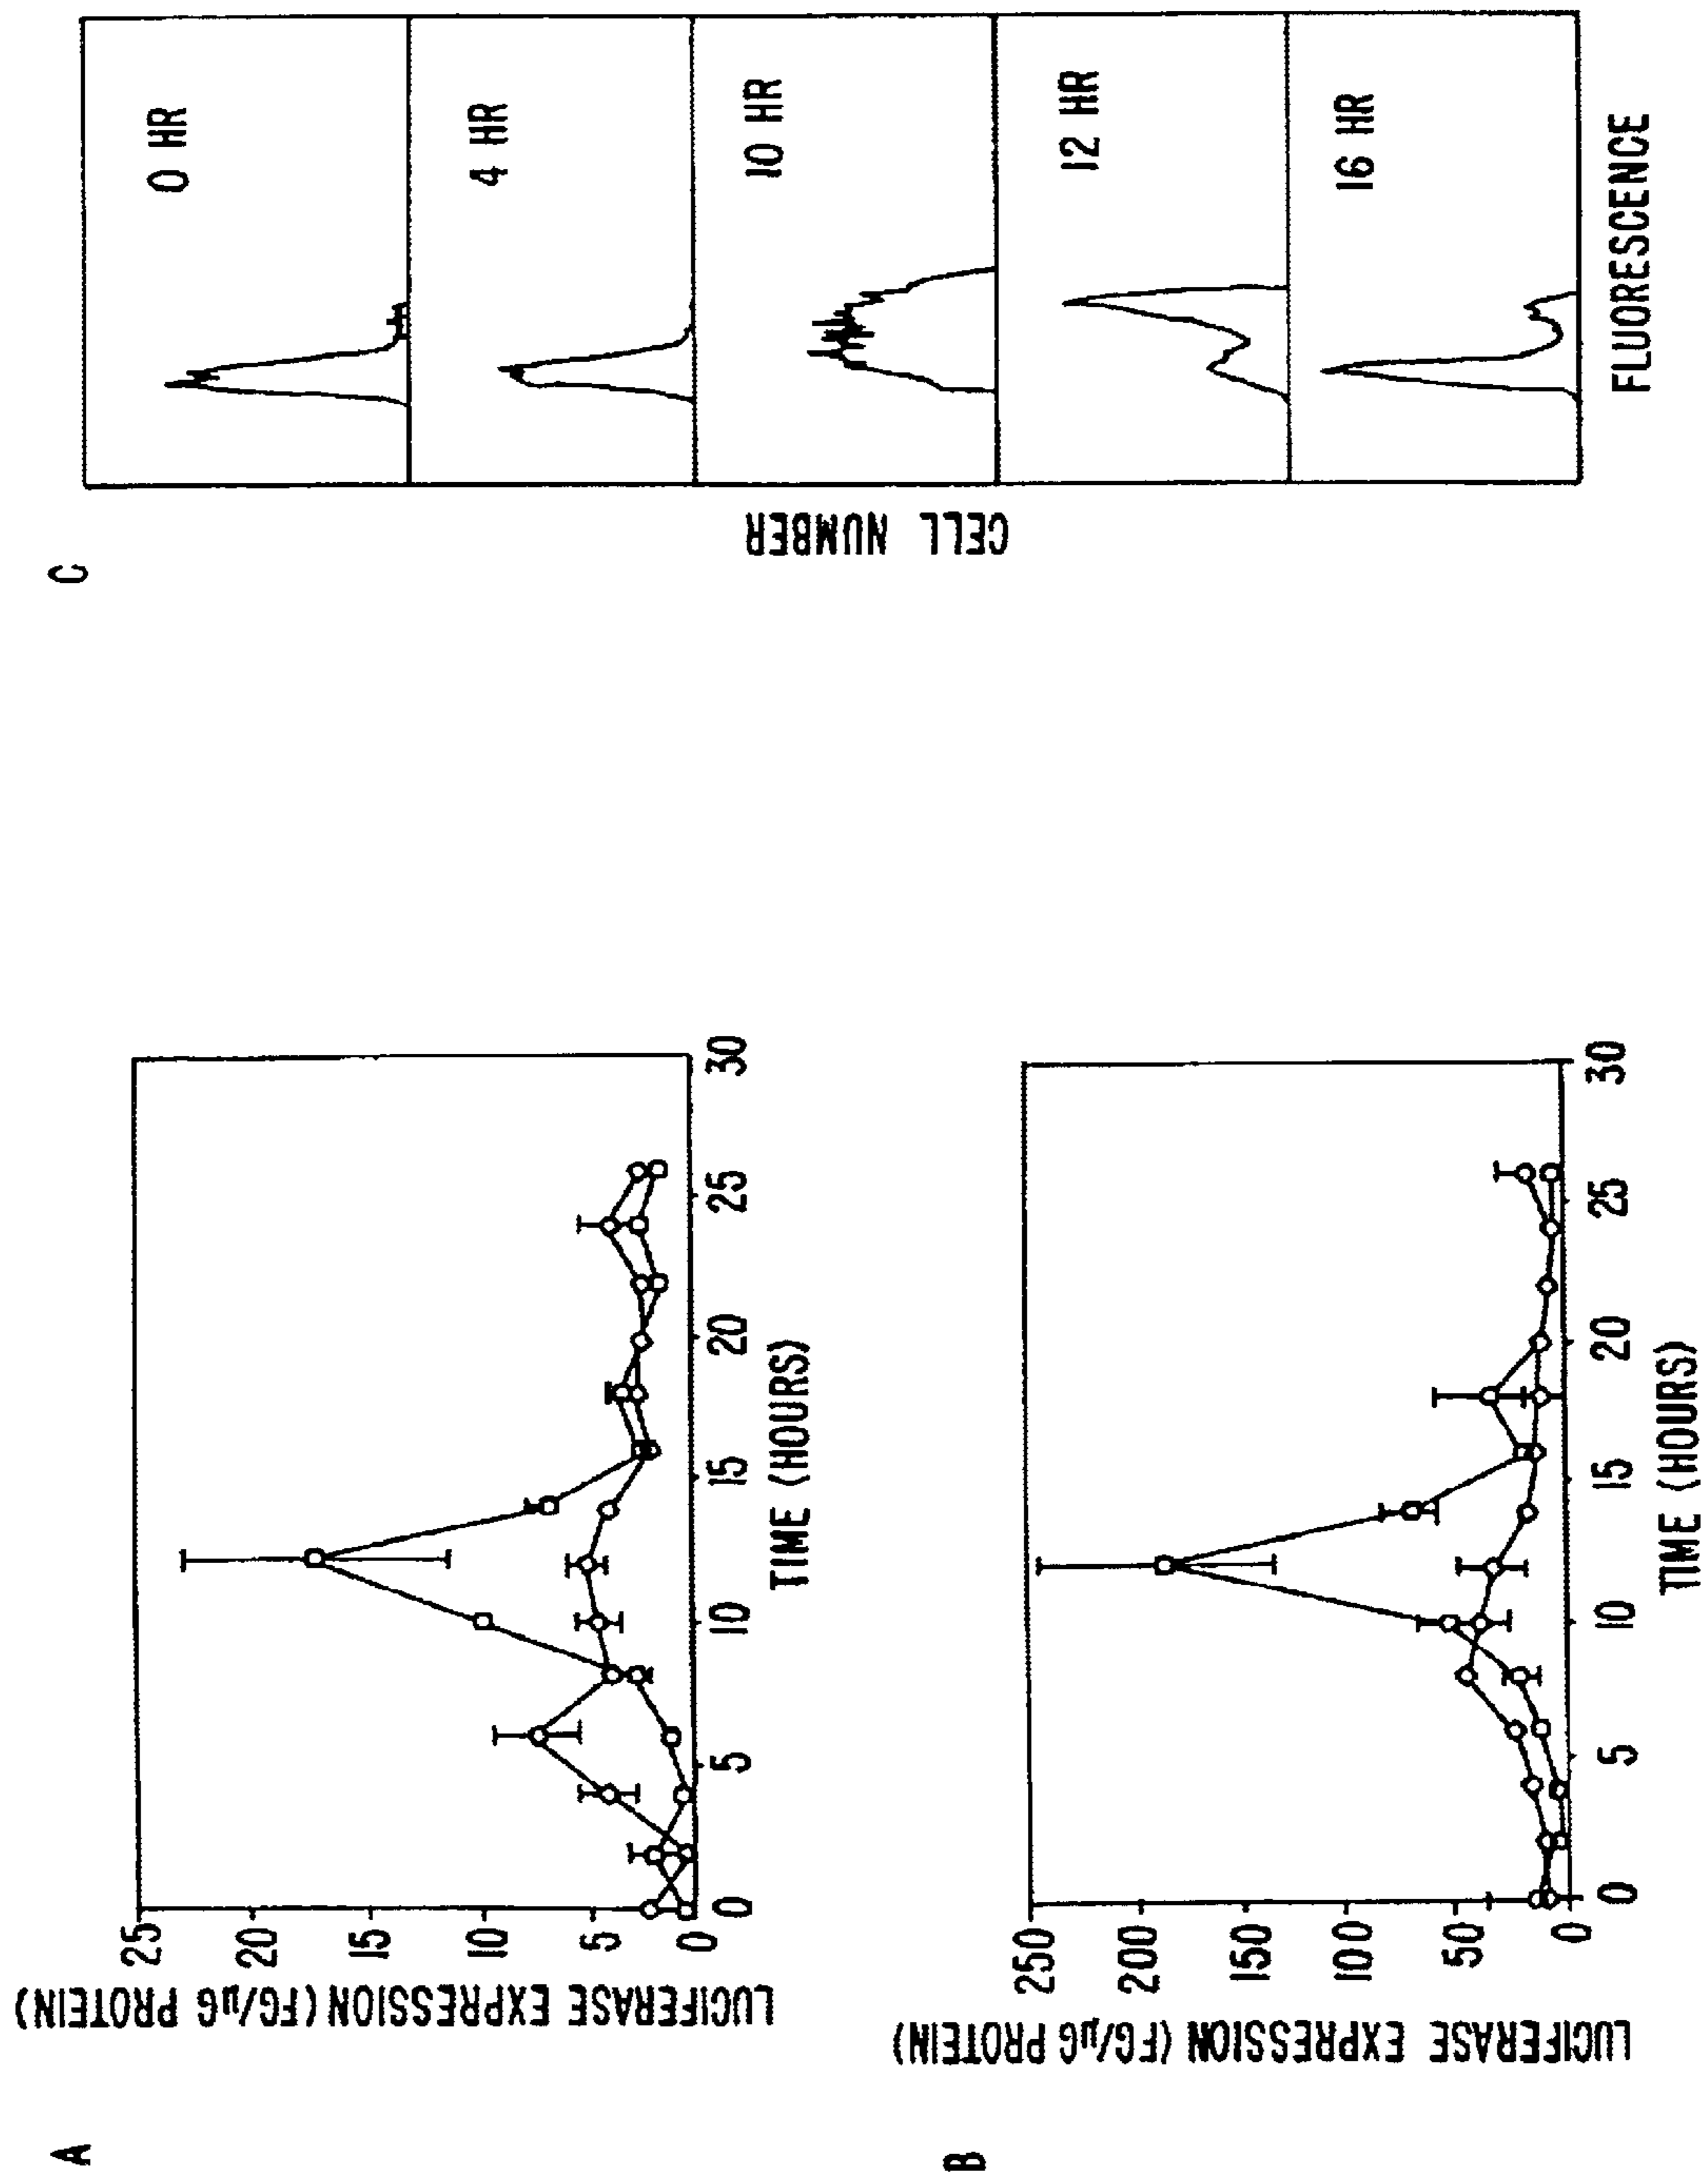 A
LUCIFERASE EXPRESSION (FG/µG PROTEIN)
25
20
15
10
5
0
0
5
10
15
20
25
30
TIME (HOURS)
B
LUCIFERASE EXPRESSION (FG/µG PROTEIN)
250
200
150
100
50
0
0
5
10
15
20
25
30
TIME (HOURS)
C
CELL NUMBER
0 HR
4 HR
10 HR
12 HR
16 HR
FLUORESCENCE